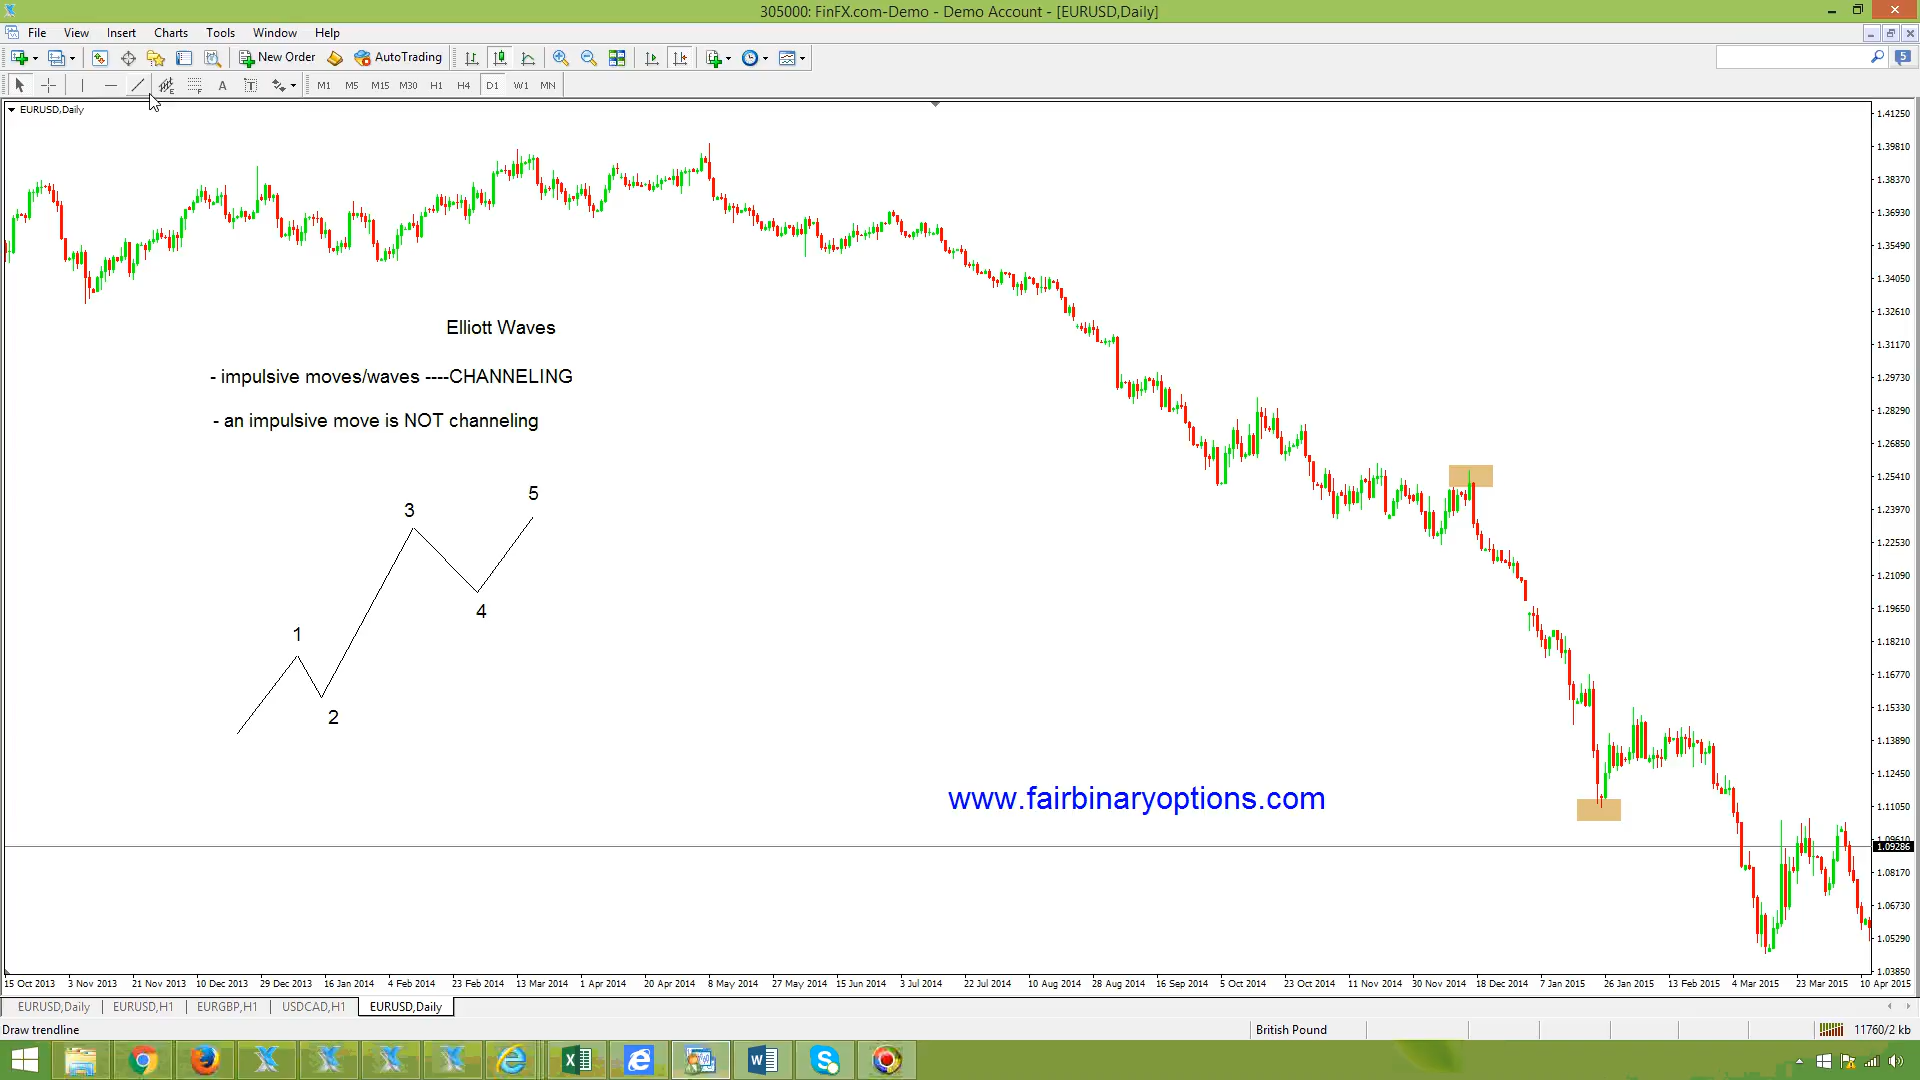 305000: FinFX.com-Demo - Demo Account - [EURUSD,Daily]
File View Insert Charts Tools Window Help
New Order AutoTrading 5
A T M1 M5 M15 M30 H1 H4 D1 W1 MN
EURUSD,Daily
1.41250
1.39810
1.38370
1.36930
1.35490
1.34050
1.32610
1.31170
1.29730
1.28290
1.26850
1.25410
1.23970
1.22530
1.21090
1.19650
1.18210
1.16770
1.15330
1.13890
1.12450
1.11050
1.09610
1.09286
1.08170
1.06730
1.05290
1.03850
Elliott Waves
- impulsive moves/waves ----CHANNELING
- an impulsive move is NOT channeling
5
3
4
1
2
www.fairbinaryoptions.com
15 Oct 2013 3 Nov 2013 21 Nov 2013 10 Dec 2013 29 Dec 2013 16 Jan 2014 4 Feb 2014 23 Feb 2014 13 Mar 2014 1 Apr 2014 20 Apr 2014 8 May 2014 27 May 2014 15 Jun 2014 3 Jul 2014 22 Jul 2014 10 Aug 2014 28 Aug 2014 16 Sep 2014 5 Oct 2014 23 Oct 2014 11 Nov 2014 30 Nov 2014 18 Dec 2014 7 Jan 2015 26 Jan 2015 13 Feb 2015 4 Mar 2015 23 Mar 2015 10 Apr 2015
EURUSD,Daily EURUSD,H1 EURGBP,H1 USDCAD,H1 EURUSD,Daily
Draw trendline British Pound 11760/2 kb